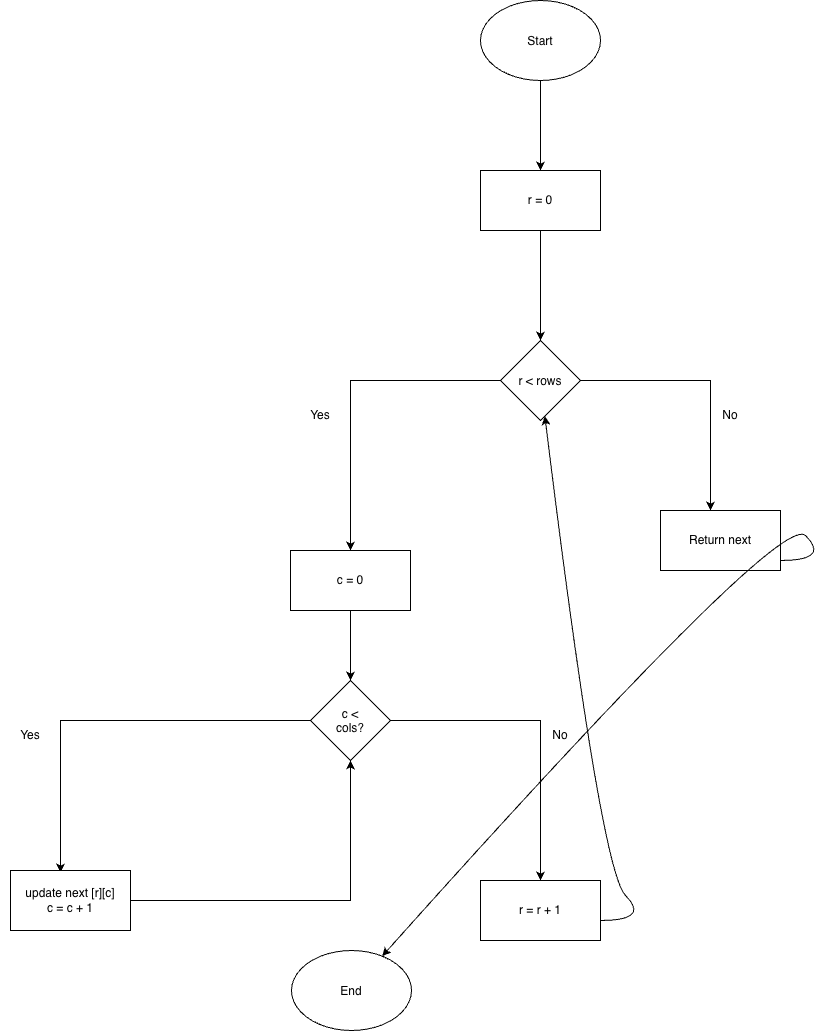 Start
r = 0
r < rows
Yes
No
Return next
c = 0
c <
cols?
Yes
No
update next [r][c]
c = c + 1
r = r + 1
End